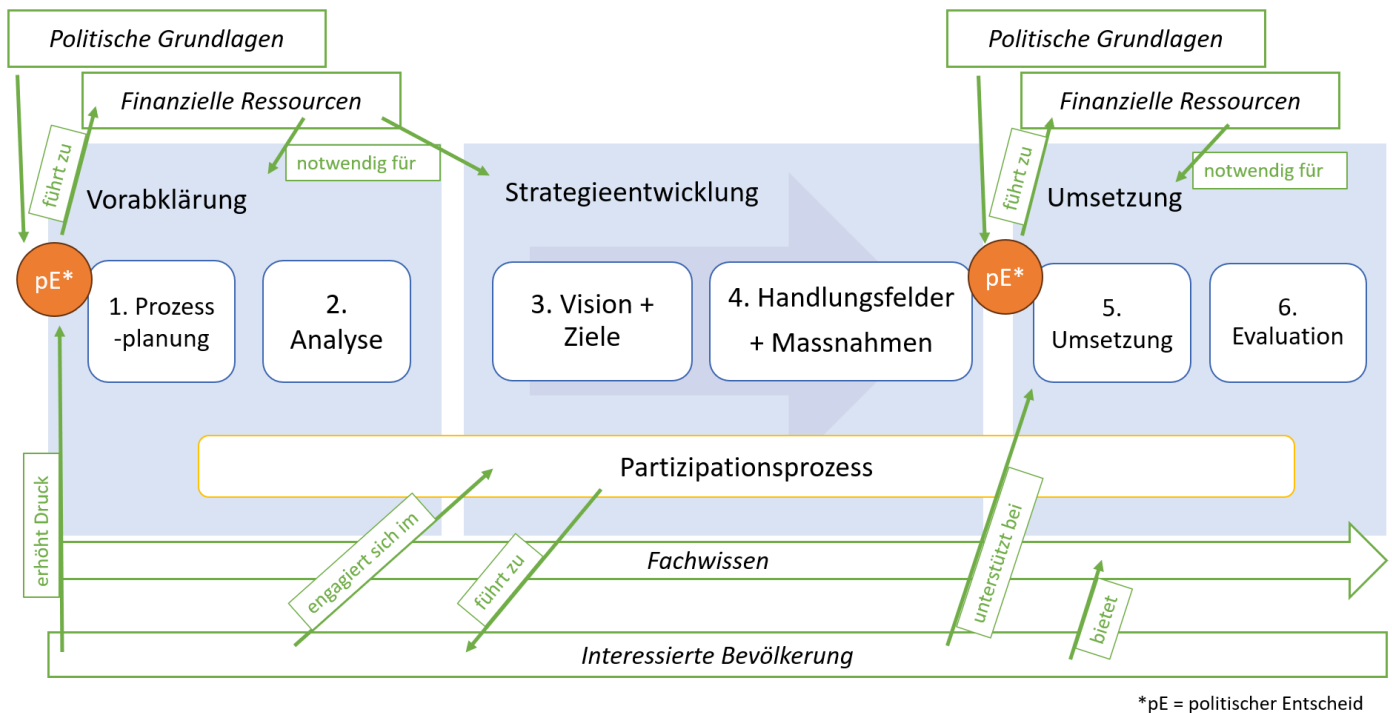 Politische Grundlagen
Politische Grundlagen
Finanzielle Ressourcen
Finanzielle Ressourcen
führt zu
notwendig für
führt zu
notwendig für
Vorabklärung
Strategieentwicklung
Umsetzung
pE*
pE*
1. Prozess
-planung
2.
Analyse
3. Vision +
Ziele
4. Handlungsfelder
+ Massnahmen
5.
Umsetzung
6.
Evaluation
Partizipationsprozess
erhöht Druck
engagiert sich im
führt zu
unterstützt bei
bietet
Fachwissen
Interessierte Bevölkerung
*pE = politischer Entscheid